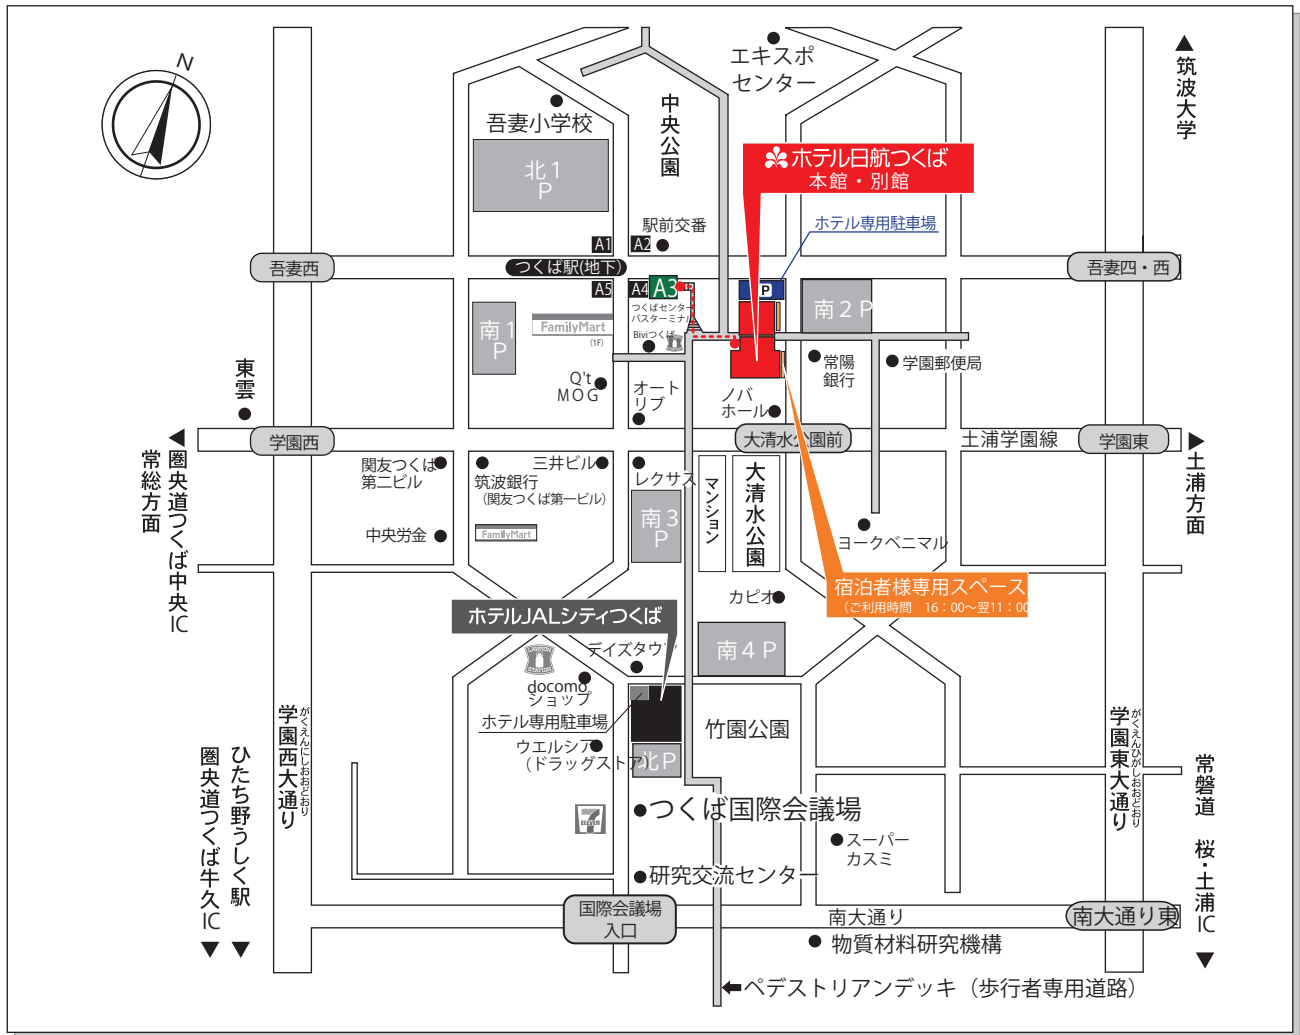 N
エキスポ
センター
▲筑波大学
中央公園
吾妻小学校
北1
P
ホテル日航つくば
本館・別館
駅前交番
ホテル専用駐車場
A1
A2
吾妻西
つくば駅(地下)
吾妻四・西
A5
A4
A3
P
つくばセンター
バスターミナル
Biviつくば
南1
P
FamilyMart
(1F)
南2P
常陽
銀行
学園郵便局
東雲
Q't
MOG
オート
リブ
ノバ
ホール
学園西
大清水公園前
土浦学園線
学園東
▲圏央道つくば中央IC
常総方面
▲土浦方面
関友つくば
第二ビル
筑波銀行
(関友つくば第一ビル)
三井ビル
レクサス
マンション
大清水公園
中央労金
FamilyMart
南3
P
ヨークベニマル
カピオ
宿泊者様専用スペース
(ご利用時間 16:00〜翌11:00
ホテルJALシティつくば
デイズタウン
南4P
docomo
ショップ
ホテル専用駐車場
ウエルシア
(ドラッグストア)
北P
竹園公園
学園西大通り
がくえんにしおおどおり
学園東大通り
がくえんひがしおおどおり
ひたち野うしく駅▼
圏央道つくば牛久IC▼
常磐道 桜・土浦IC▼
7
ELEVEN
つくば国際会議場
スーパー
カスミ
研究交流センター
国際会議場
入口
南大通り
南大通り東
物質材料研究機構
←ペデストリアンデッキ(歩行者専用道路)